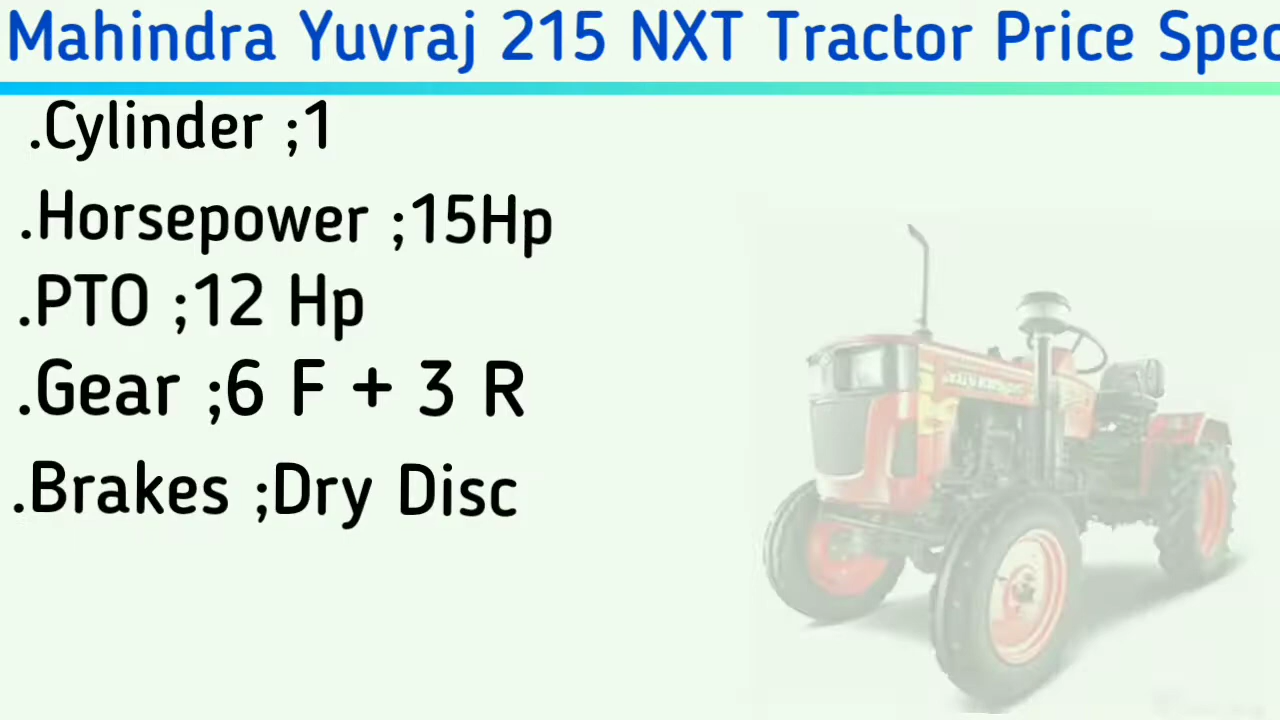 Mahindra Yuvraj 215 NXT Tractor Price Spec
.Cylinder ;1
.Horsepower ;15Hp
.PTO ;12 Hp
.Gear ;6 F + 3 R
.Brakes ;Dry Disc